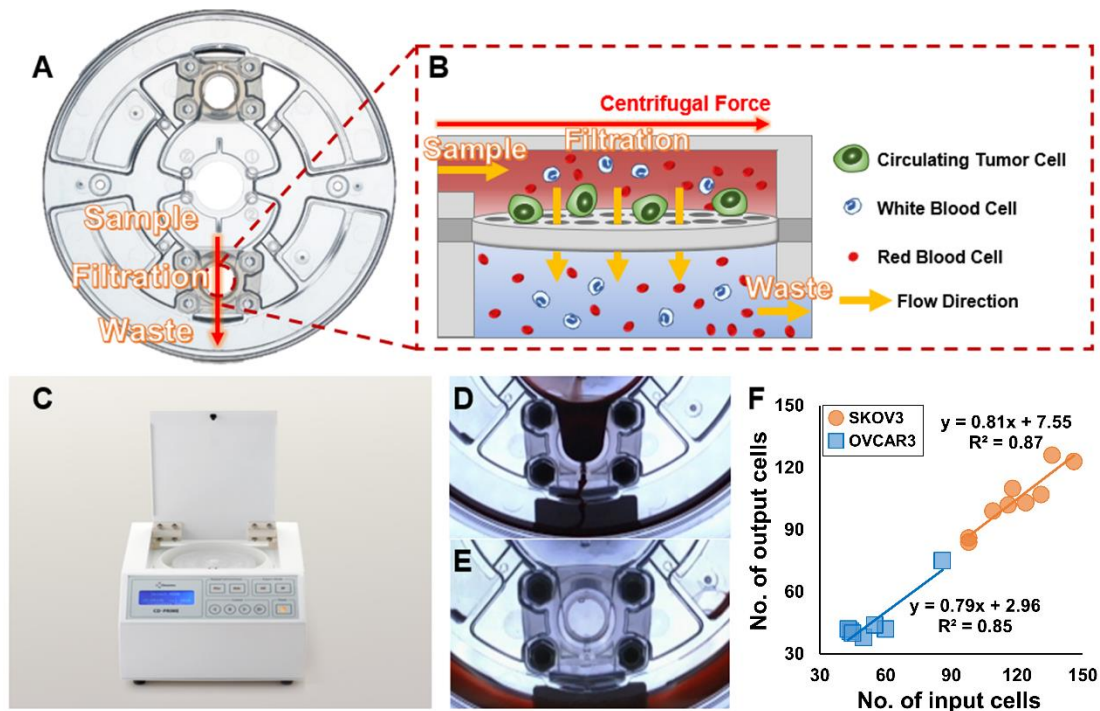 A
Sample
Filtration
Waste
B
Centrifugal Force
Sample
Filtration
Waste
Circulating Tumor Cell
White Blood Cell
Red Blood Cell
Flow Direction
C
CD-PRIME
D
E
F
SKOV3
OVCAR3
y = 0.81x + 7.55
R² = 0.87
y = 0.79x + 2.96
R² = 0.85
No. of output cells
150
120
90
60
30
30
60
90
120
150
No. of input cells